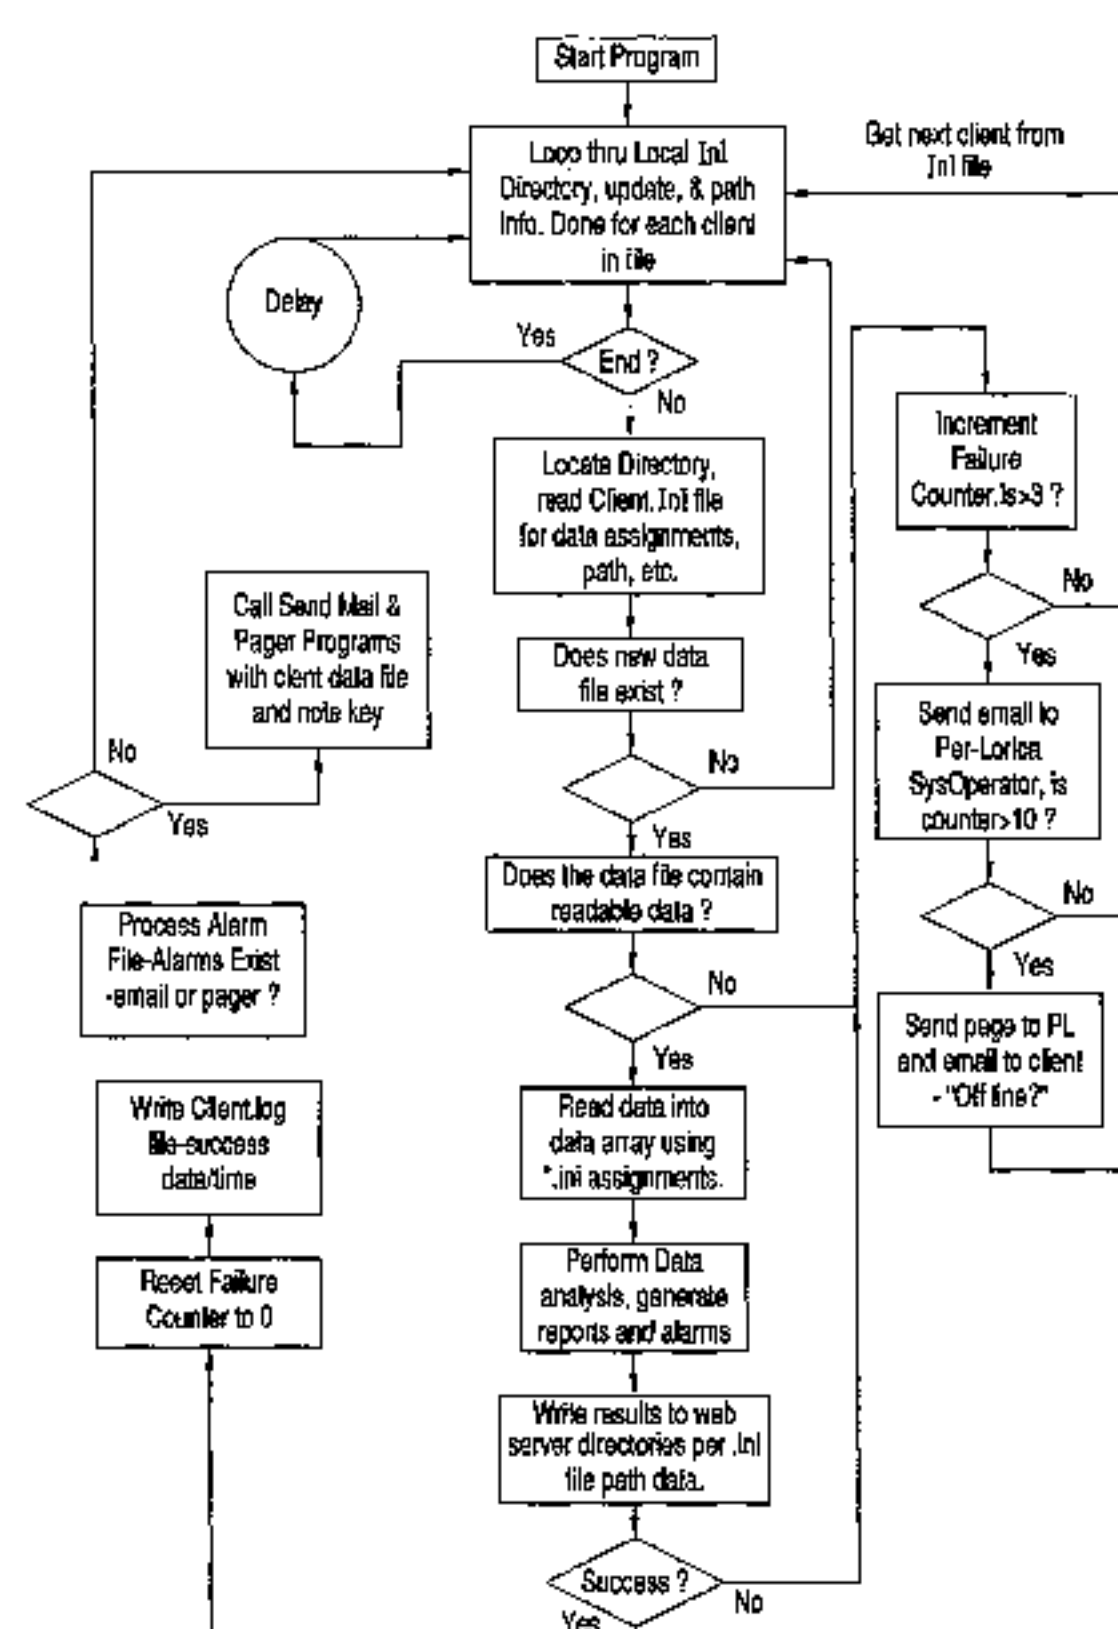 Start Program
Loop thru Local Ini
Directory, update, & path
Info. Done for each client
in file
Get next client from
Ini file
Delay
Yes
End ?
No
Locate Directory,
read Client.Ini file
for data assignments,
path, etc.
Increment
Failure
Counter.is>3 ?
No
Yes
Call Send Mail &
Pager Programs
with client data file
and note key
Does new data
file exist ?
No
Yes
Send email to
Per-Lorica
SysOperator, is
counter>10 ?
No
Yes
No
Yes
Does the data file contain
readable data ?
No
Yes
Process Alarm
File-Alarms Exist
-email or pager ?
Send page to PL
and email to client
- "Off line?"
Write Client.log
file-success
date/time
Read data into
data array using
*.ini assignments.
Reset Failure
Counter to 0
Perform Data
analysis, generate
reports and alarms
Write results to web
server directories per .Ini
file path data.
Success ?
No
Yes